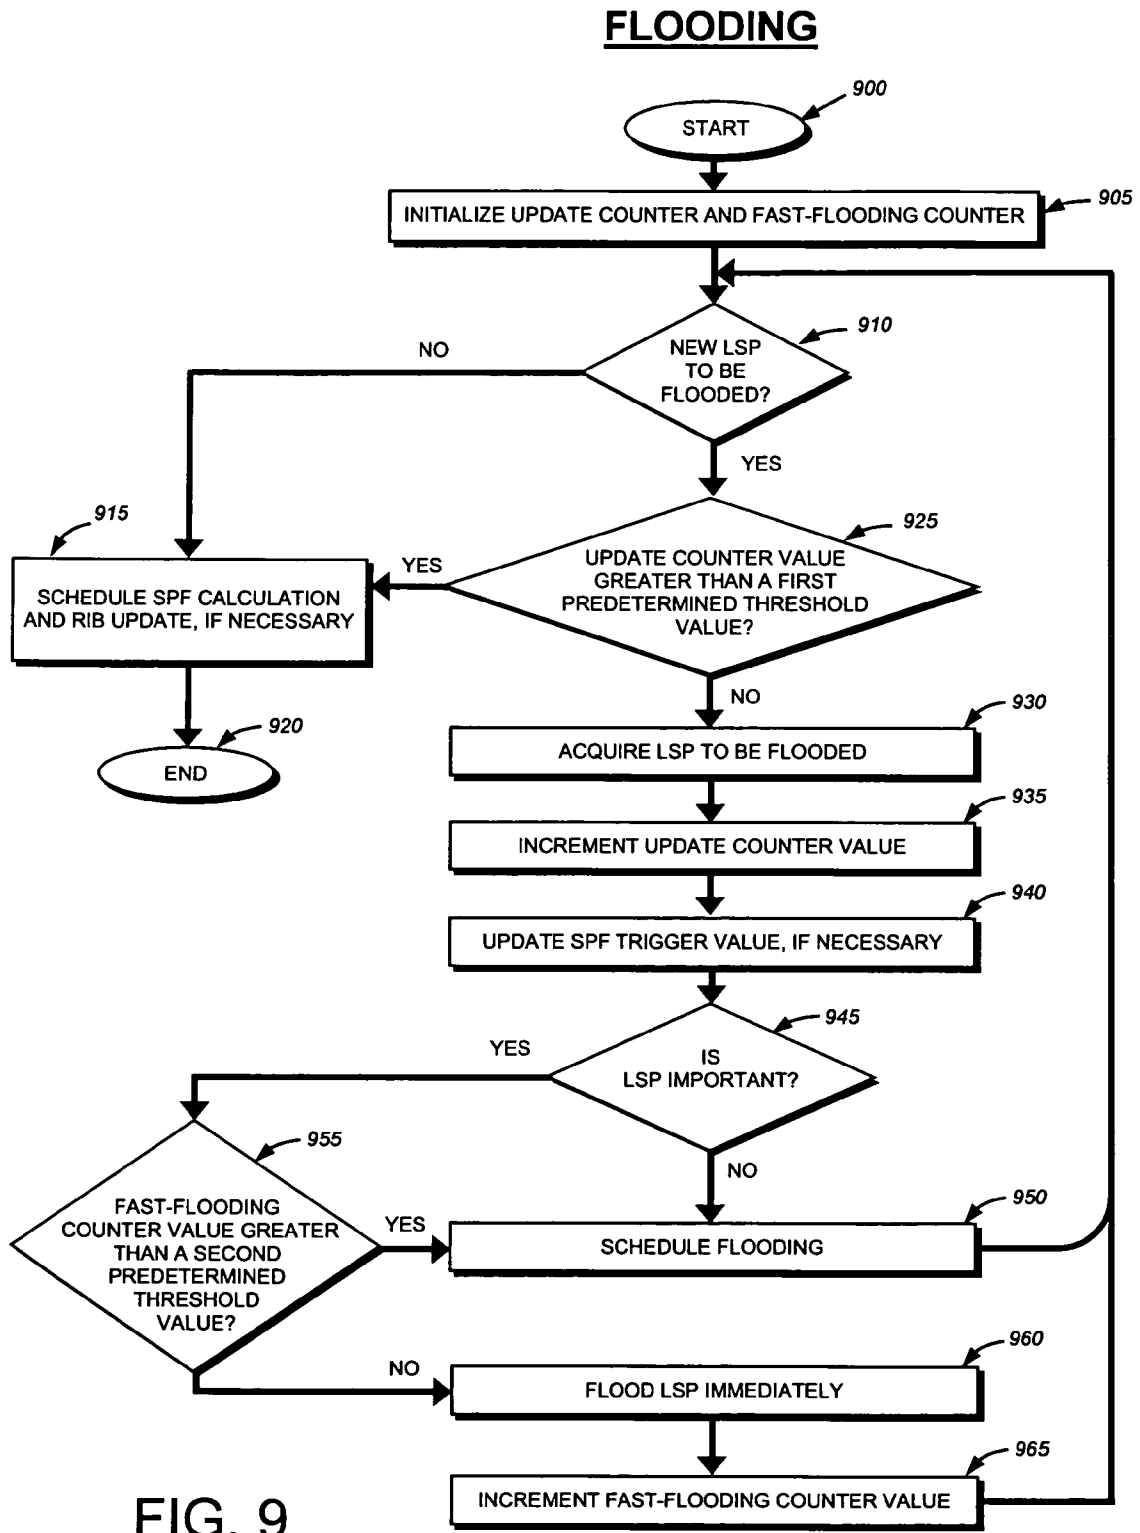 FLOODING
900
START
905
INITIALIZE UPDATE COUNTER AND FAST-FLOODING COUNTER
910
NEW LSP
TO BE
FLOODED?
NO
YES
915
925
UPDATE COUNTER VALUE
GREATER THAN A FIRST
PREDETERMINED THRESHOLD
VALUE?
YES
SCHEDULE SPF CALCULATION
AND RIB UPDATE, IF NECESSARY
NO
920
END
930
ACQUIRE LSP TO BE FLOODED
935
INCREMENT UPDATE COUNTER VALUE
940
UPDATE SPF TRIGGER VALUE, IF NECESSARY
945
IS
LSP IMPORTANT?
YES
NO
955
FAST-FLOODING
COUNTER VALUE GREATER
THAN A SECOND
PREDETERMINED
THRESHOLD
VALUE?
YES
950
SCHEDULE FLOODING
NO
960
FLOOD LSP IMMEDIATELY
965
INCREMENT FAST-FLOODING COUNTER VALUE
FIG. 9